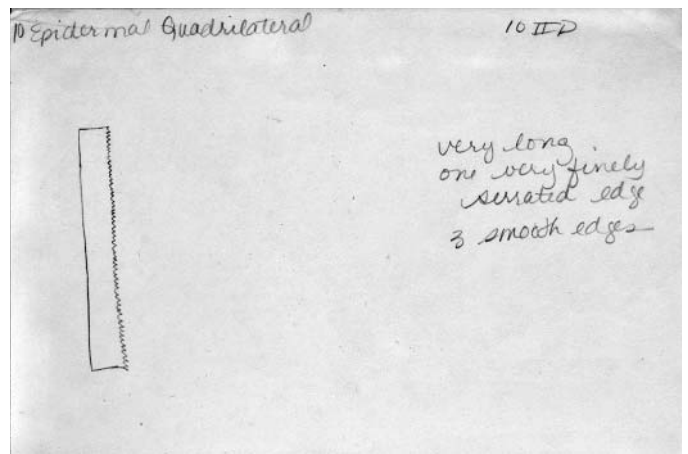 10 Epidermal Quadrilateral
10 II D
very long
one very finely
serrated edge
3 smooth edges